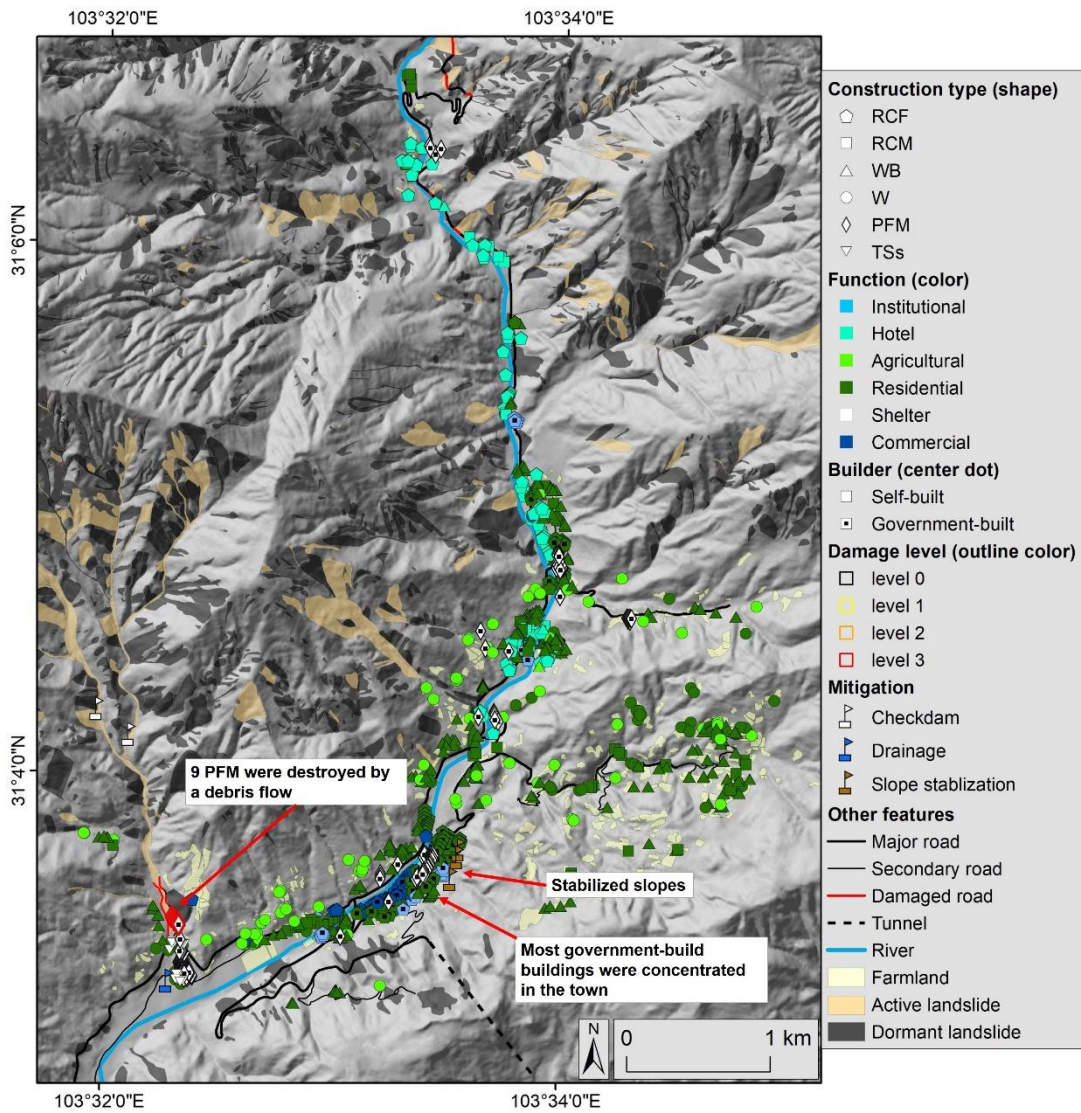 103°32'0"E
103°34'0"E
31°6'0"N
31°4'0"N
9 PFM were destroyed by
a debris flow
Stabilized slopes
Most government-build
buildings were concentrated
in the town
N
0
1 km
103°32'0"E
103°34'0"E
Construction type (shape)
RCF
RCM
WB
W
PFM
TSs
Function (color)
Institutional
Hotel
Agricultural
Residential
Shelter
Commercial
Builder (center dot)
Self-built
Government-built
Damage level (outline color)
level 0
level 1
level 2
level 3
Mitigation
Checkdam
Drainage
Slope stablization
Other features
Major road
Secondary road
Damaged road
Tunnel
River
Farmland
Active landslide
Dormant landslide